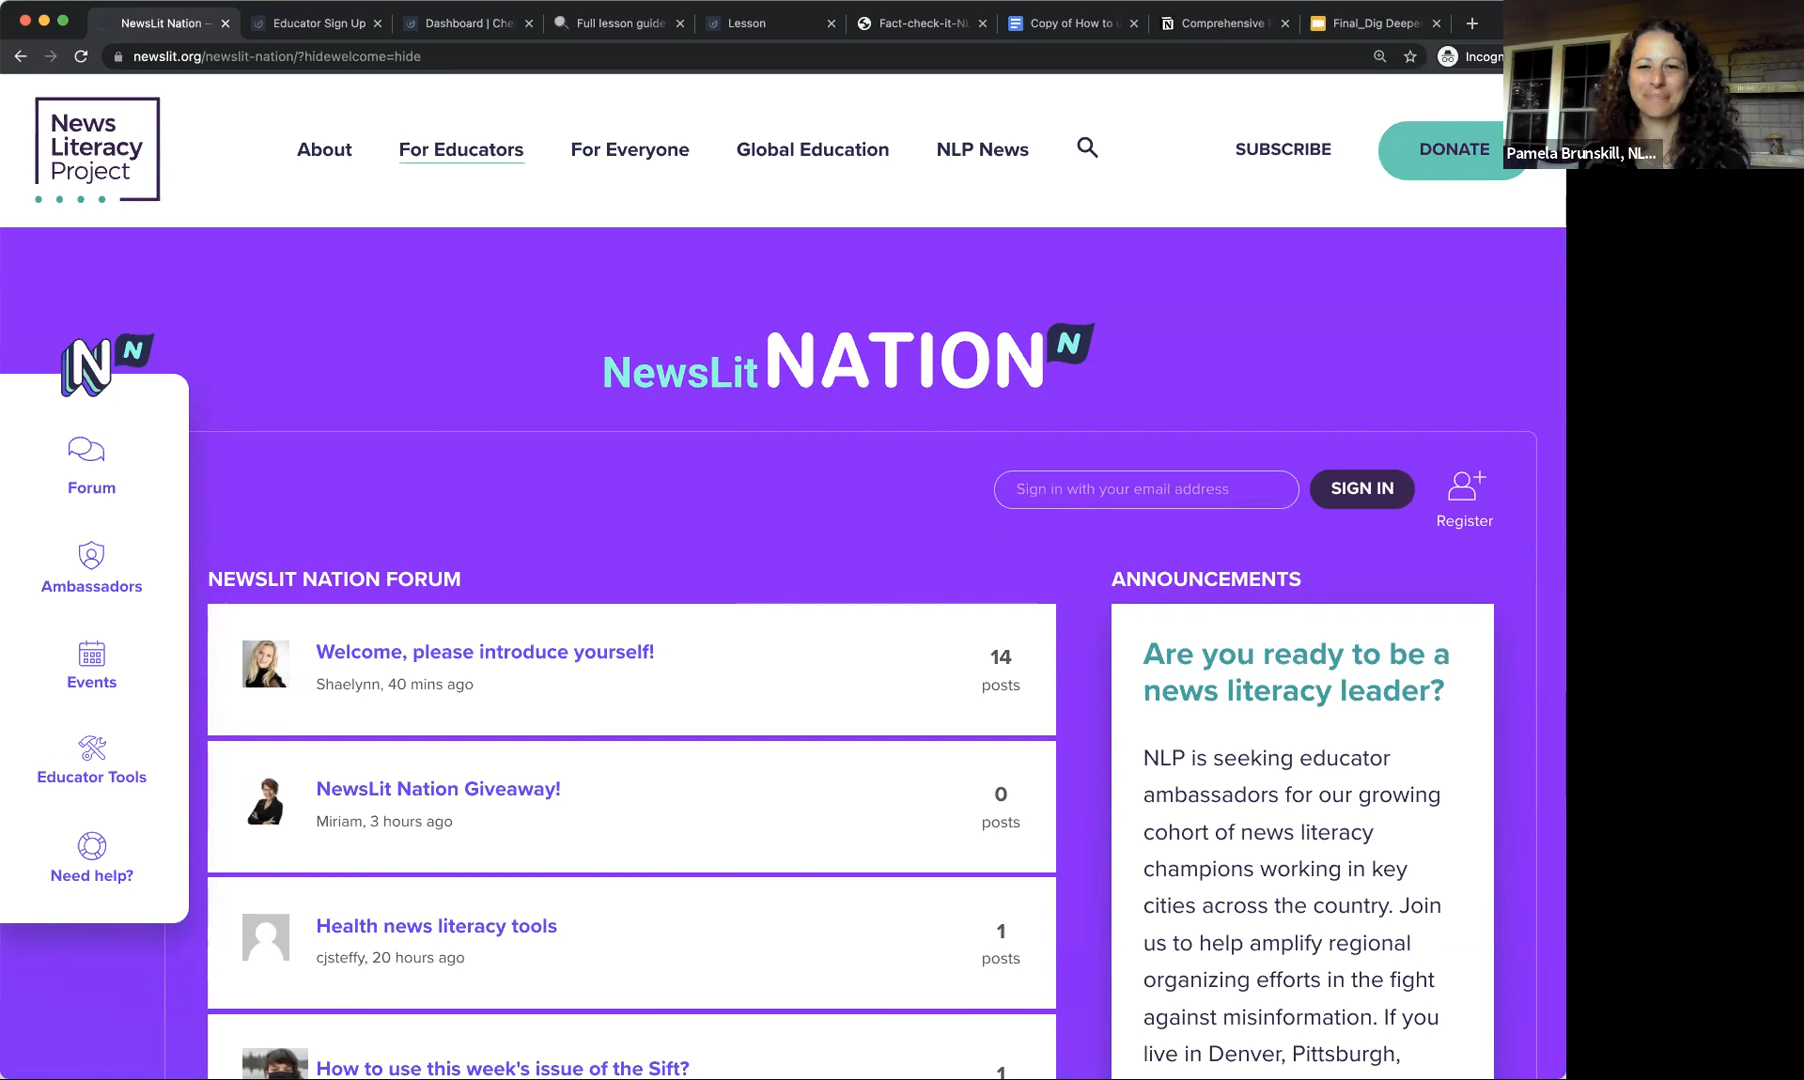 NewsLit Nation –
Educator Sign Up
Dashboard | Che
Full lesson guide
Lesson
Fact-check-it-NL
Copy of How to u
Comprehensive
Final_Dig Deeper
newslit.org/newslit-nation/?hidewelcome=hide
Incogn
News
Literacy
Project
About
For Educators
For Everyone
Global Education
NLP News
SUBSCRIBE
DONATE
Pamela Brunskill, NL...
NewsLit NATION N
N N
Forum
Ambassadors
Events
Educator Tools
Need help?
Sign in with your email address
SIGN IN
Register
NEWSLIT NATION FORUM
Welcome, please introduce yourself!
Shaelynn, 40 mins ago
14
posts
NewsLit Nation Giveaway!
Miriam, 3 hours ago
0
posts
Health news literacy tools
cjsteffy, 20 hours ago
1
posts
How to use this week's issue of the Sift?
1
ANNOUNCEMENTS
Are you ready to be a
news literacy leader?
NLP is seeking educator
ambassadors for our growing
cohort of news literacy
champions working in key
cities across the country. Join
us to help amplify regional
organizing efforts in the fight
against misinformation. If you
live in Denver, Pittsburgh,